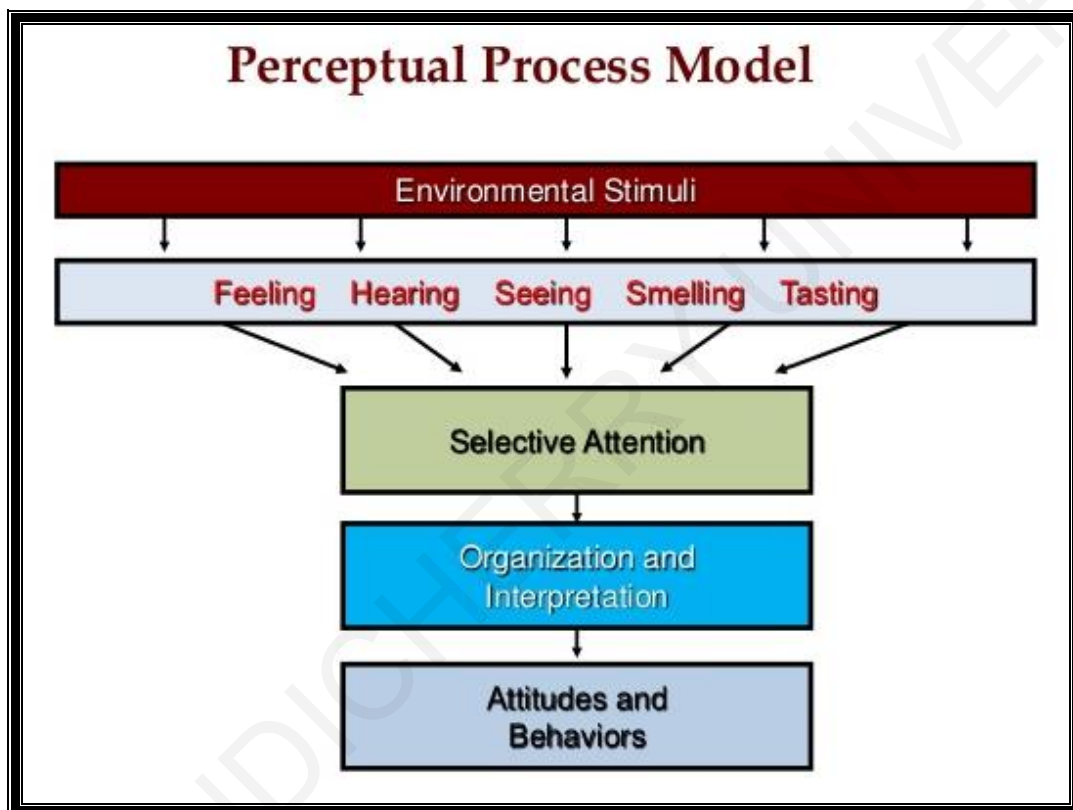 Perceptual Process Model
Environmental Stimuli
Feeling Hearing Seeing Smelling Tasting
Selective Attention
Organization and
Interpretation
Attitudes and
Behaviors